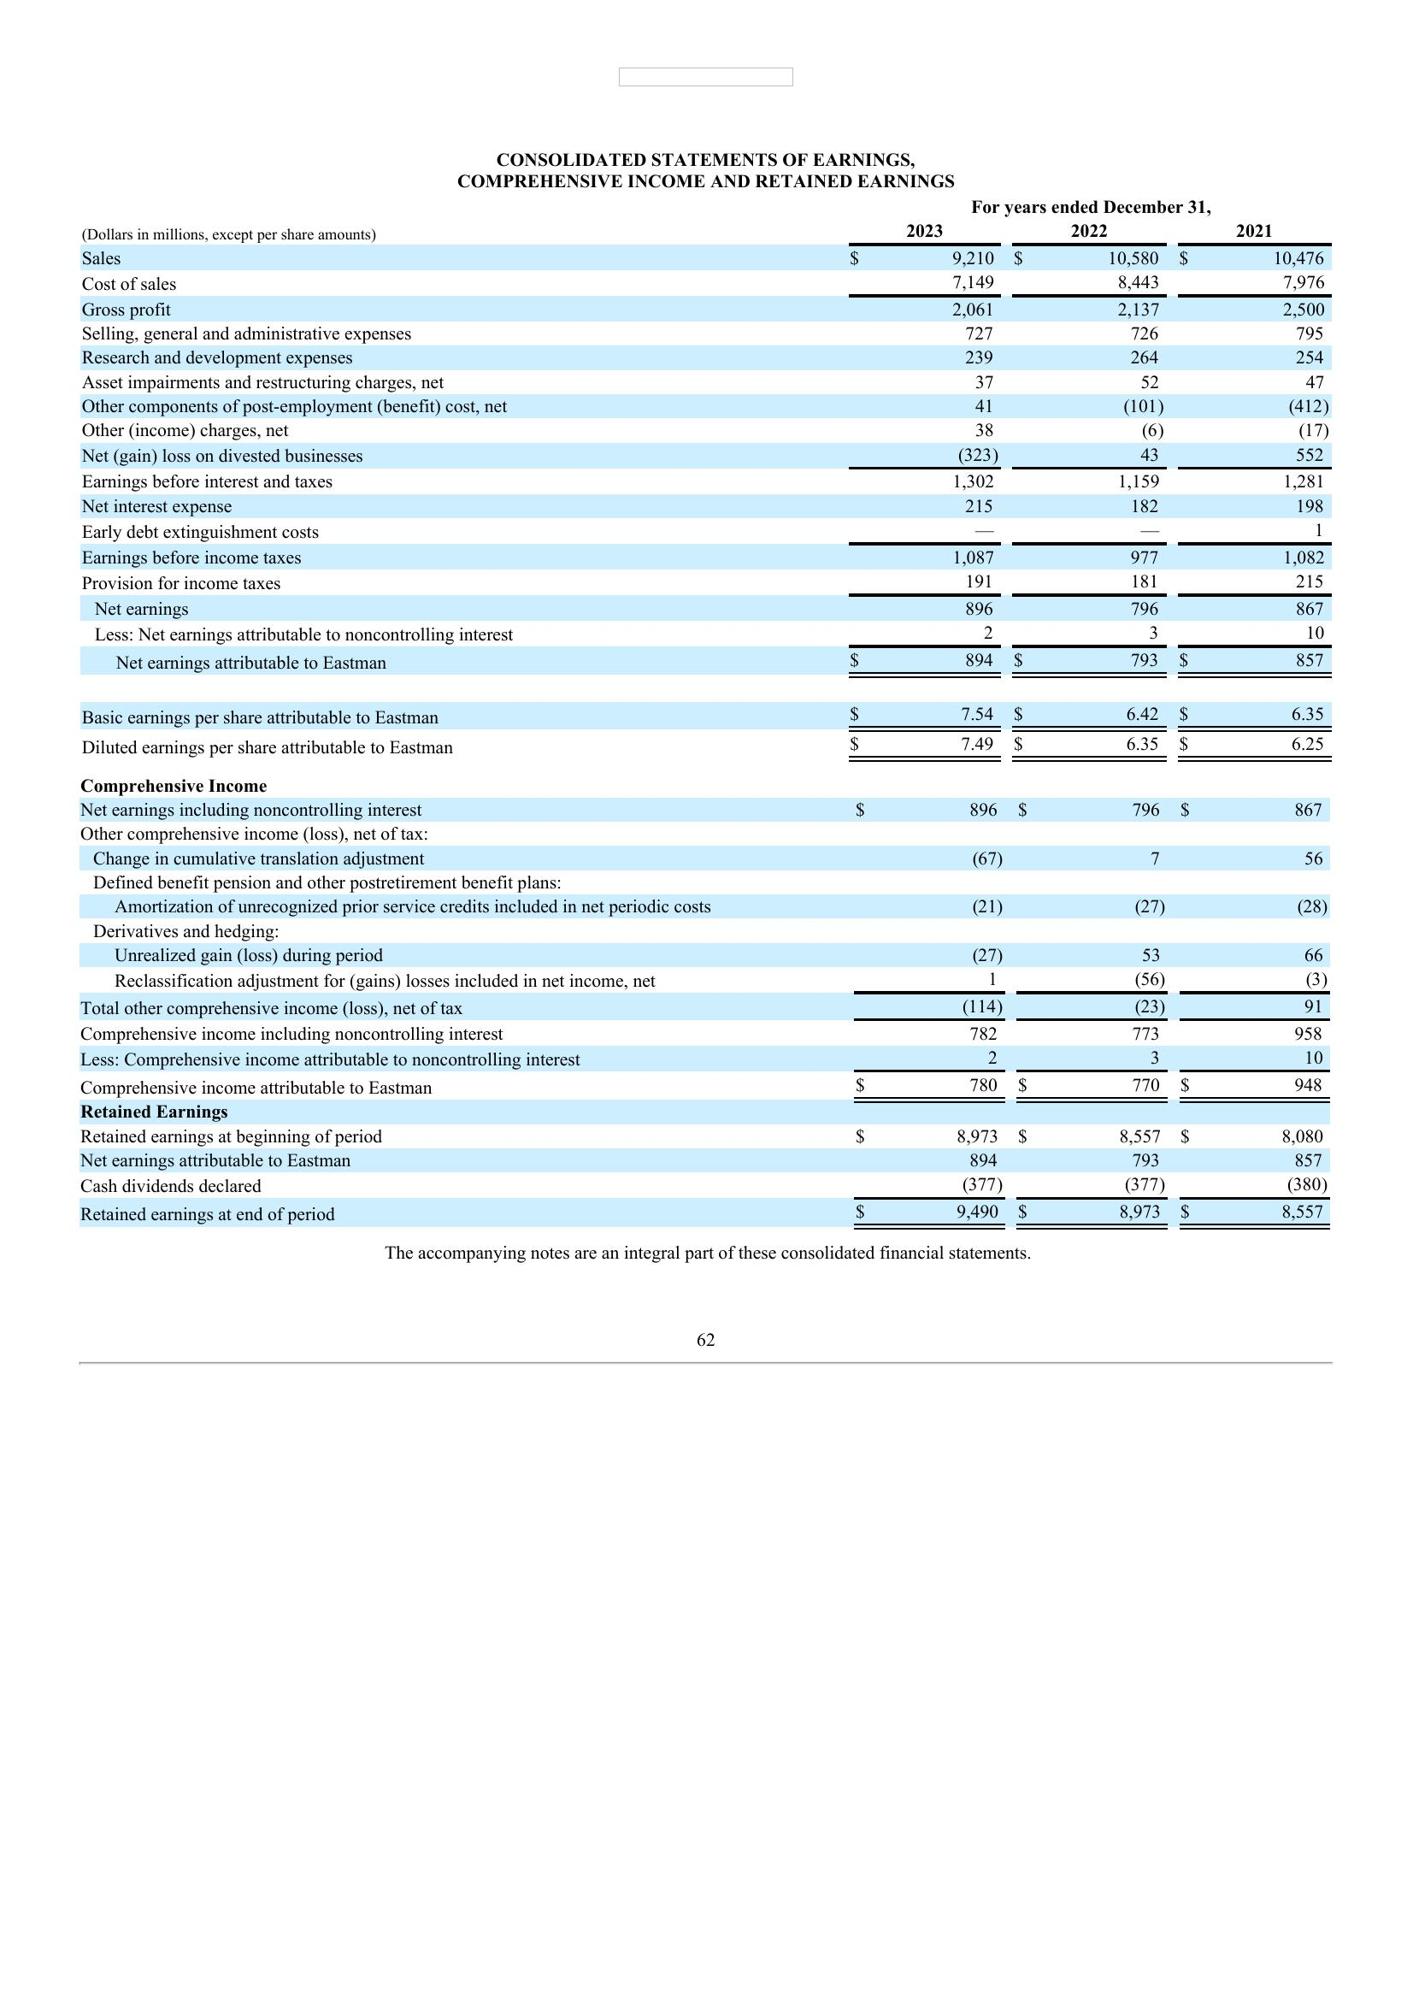 CONSOLIDATED STATEMENTS OF EARNINGS,
COMPREHENSIVE INCOME AND RETAINED EARNINGS
For years ended December 31,
(Dollars in millions, except per share amounts) 2023 2022 2021
Sales $ 9,210 $ 10,580 $ 10,476
Cost of sales 7,149 8,443 7,976
Gross profit 2,061 2,137 2,500
Selling, general and administrative expenses 727 726 795
Research and development expenses 239 264 254
Asset impairments and restructuring charges, net 37 52 47
Other components of post-employment (benefit) cost, net 41 (101) (412)
Other (income) charges, net 38 (6) (17)
Net (gain) loss on divested businesses (323) 43 552
Earnings before interest and taxes 1,302 1,159 1,281
Net interest expense 215 182 198
Early debt extinguishment costs — — 1
Earnings before income taxes 1,087 977 1,082
Provision for income taxes 191 181 215
Net earnings 896 796 867
Less: Net earnings attributable to noncontrolling interest 2 3 10
Net earnings attributable to Eastman $ 894 $ 793 $ 857
Basic earnings per share attributable to Eastman $ 7.54 $ 6.42 $ 6.35
Diluted earnings per share attributable to Eastman $ 7.49 $ 6.35 $ 6.25
Comprehensive Income
Net earnings including noncontrolling interest $ 896 $ 796 $ 867
Other comprehensive income (loss), net of tax:
Change in cumulative translation adjustment (67) 7 56
Defined benefit pension and other postretirement benefit plans:
Amortization of unrecognized prior service credits included in net periodic costs (21) (27) (28)
Derivatives and hedging:
Unrealized gain (loss) during period (27) 53 66
Reclassification adjustment for (gains) losses included in net income, net 1 (56) (3)
Total other comprehensive income (loss), net of tax (114) (23) 91
Comprehensive income including noncontrolling interest 782 773 958
Less: Comprehensive income attributable to noncontrolling interest 2 3 10
Comprehensive income attributable to Eastman $ 780 $ 770 $ 948
Retained Earnings
Retained earnings at beginning of period $ 8,973 $ 8,557 $ 8,080
Net earnings attributable to Eastman 894 793 857
Cash dividends declared (377) (377) (380)
Retained earnings at end of period $ 9,490 $ 8,973 $ 8,557
The accompanying notes are an integral part of these consolidated financial statements.
62